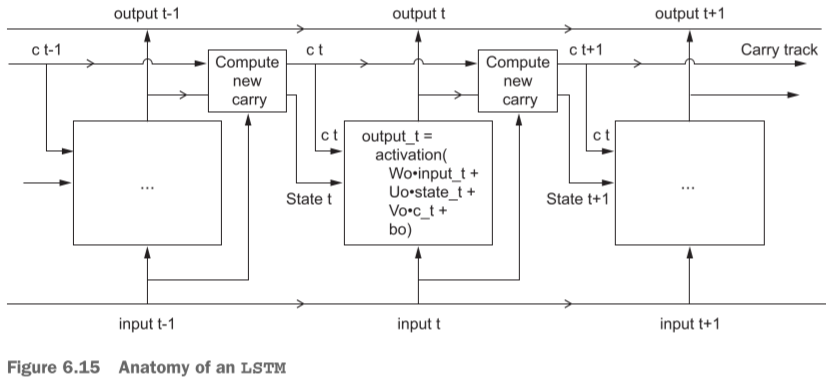 output t-1
output t
output t+1
c t-1
Compute
new
carry
c t
Compute
new
carry
c t+1
Carry track
...
c t
output_t =
activation(
Wo•input_t +
Uo•state_t +
Vo•c_t +
bo)
State t
c t
...
State t+1
input t-1
input t
input t+1
Figure 6.15 Anatomy of an LSTM